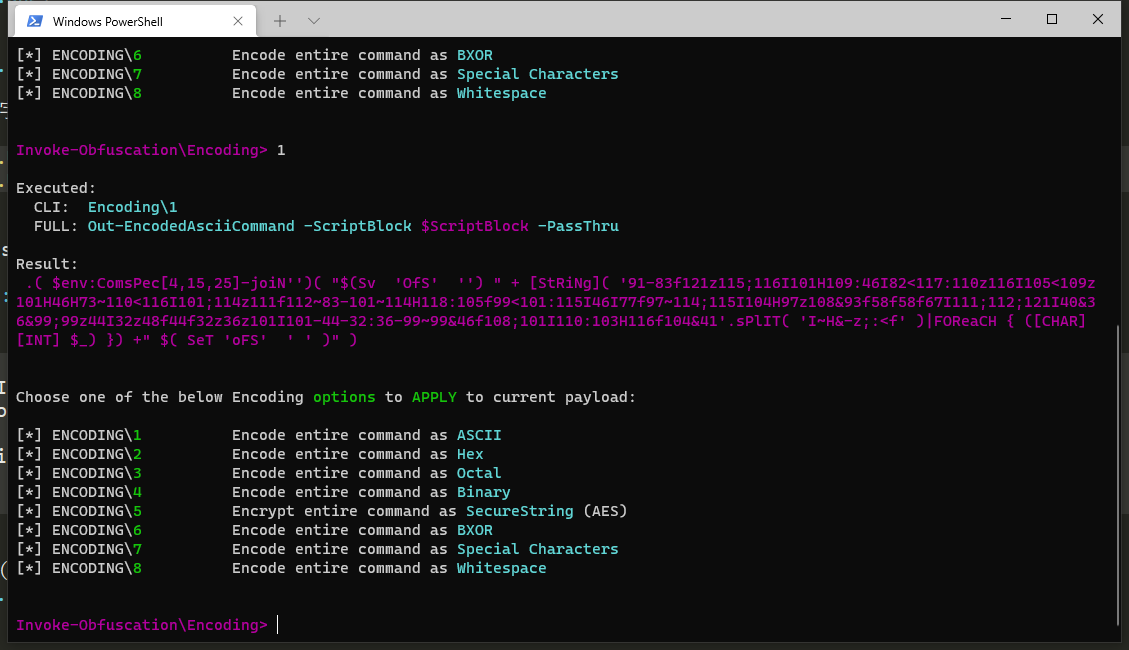 Windows PowerShell
[*] ENCODING\6 Encode entire command as BXOR
[*] ENCODING\7 Encode entire command as Special Characters
[*] ENCODING\8 Encode entire command as Whitespace
Invoke-Obfuscation\Encoding> 1
Executed:
CLI: Encoding\1
FULL: Out-EncodedAsciiCommand -ScriptBlock $ScriptBlock -PassThru
Result:
.( $env:ComsPec[4,15,25]-joiN'')( "$(Sv 'OfS' '') " + [StRiNg]( '91-83f121z115;116I101H109:46I82<117:110z116I105<109z
101H46H73~110<116I101;114z111f112~83-101~114H118:105f99<101:115I46I77f97~114;115I104H97z108&93f58f58f67I111;112;121I40&3
6&99;99z44I32z48f44f32z36z101I101-44-32:36-99~99&46f108;101I110:103H116f104&41'.sPlIT( 'I~H&-z;:<f' )|FOReaCH { ([CHAR]
[INT] $_) }) +" $( SeT 'oFS' ' ' )" )
Choose one of the below Encoding options to APPLY to current payload:
[*] ENCODING\1 Encode entire command as ASCII
[*] ENCODING\2 Encode entire command as Hex
[*] ENCODING\3 Encode entire command as Octal
[*] ENCODING\4 Encode entire command as Binary
[*] ENCODING\5 Encrypt entire command as SecureString (AES)
[*] ENCODING\6 Encode entire command as BXOR
[*] ENCODING\7 Encode entire command as Special Characters
[*] ENCODING\8 Encode entire command as Whitespace
Invoke-Obfuscation\Encoding>